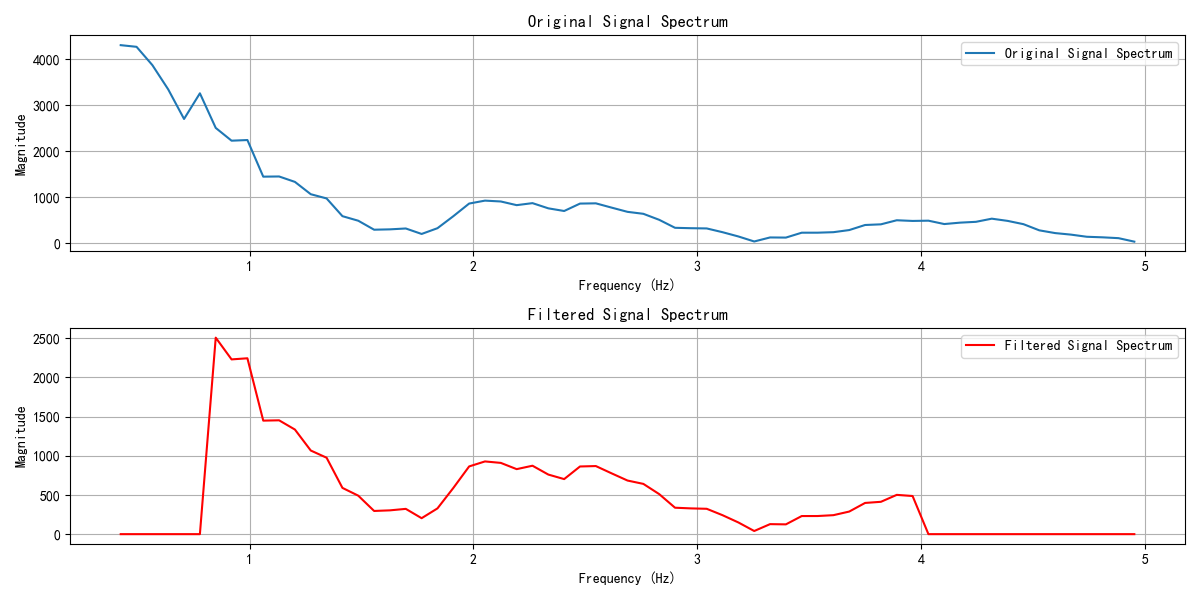 Original Signal Spectrum
Original Signal Spectrum
4000
3000
2000
1000
0
Magnitude
1 2 3 4 5
Frequency (Hz)
Filtered Signal Spectrum
Filtered Signal Spectrum
2500
2000
1500
1000
500
0
Magnitude
1 2 3 4 5
Frequency (Hz)